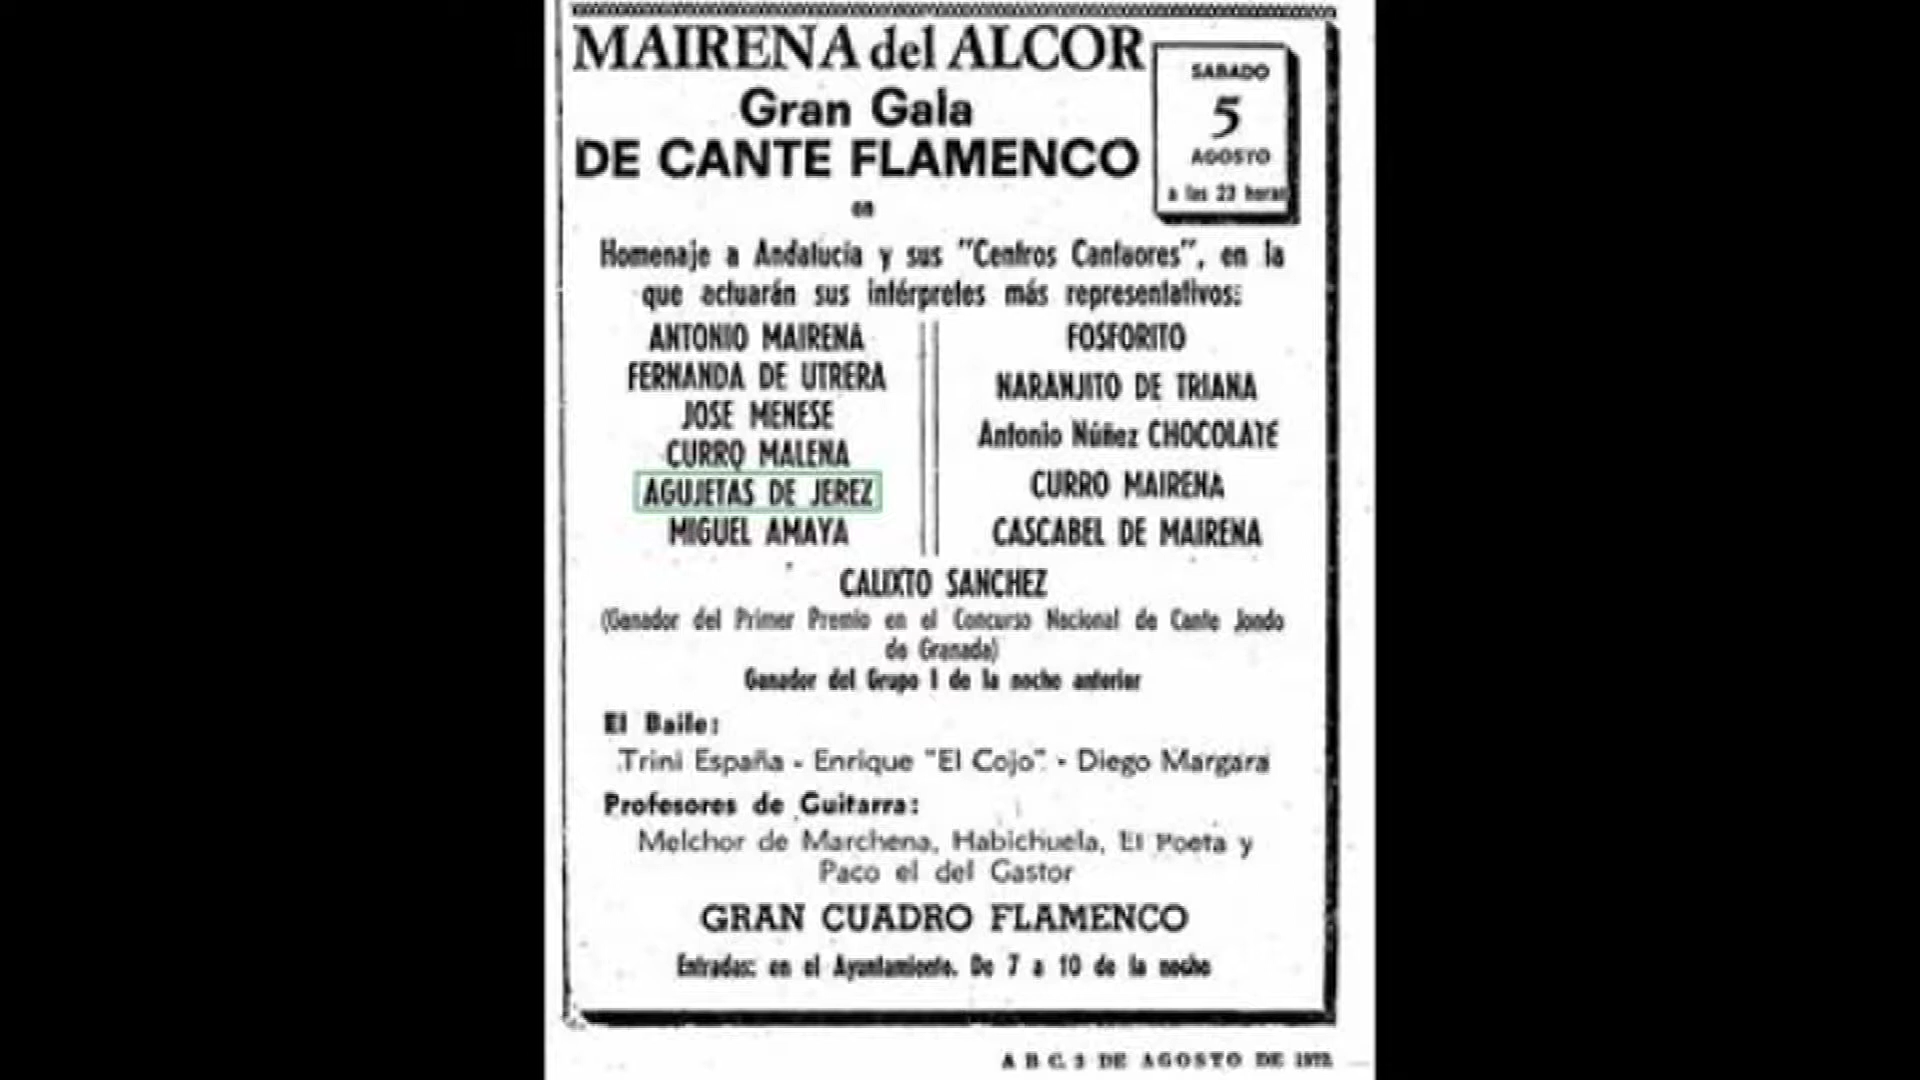 MAIRENA del ALCOR
SABADO
5
AGOSTO
a las 23 horas
Gran Gala
DE CANTE FLAMENCO
en
Homenaje a Andalucia y sus "Centros Cantaores", en la
que actuarán sus intérpretes más representativos:
ANTONIO MAIRENA
FERNANDA DE UTRERA
JOSE MENESE
CURRO MALENA
AGUJETAS DE JEREZ
MIGUEL AMAYA
FOSFORITO
NARANJITO DE TRIANA
Antonio Núñez CHOCOLATE
CURRO MAIRENA
CASCABEL DE MAIRENA
CALIXTO SANCHEZ
(Ganador del Primer Premio en el Concurso Nacional de Cante Jondo
de Granada)
Ganador del Grupo I de la noche anterior
El Baile:
Trini España - Enrique "El Cojo" - Diego Margara
Profesores de Guitarra:
Melchor de Marchena, Habichuela, El Poeta y
Paco el del Gastor
GRAN CUADRO FLAMENCO
Entradas: en el Ayuntamiento. De 7 a 10 de la noche
A B C. 3 DE AGOSTO DE 1972